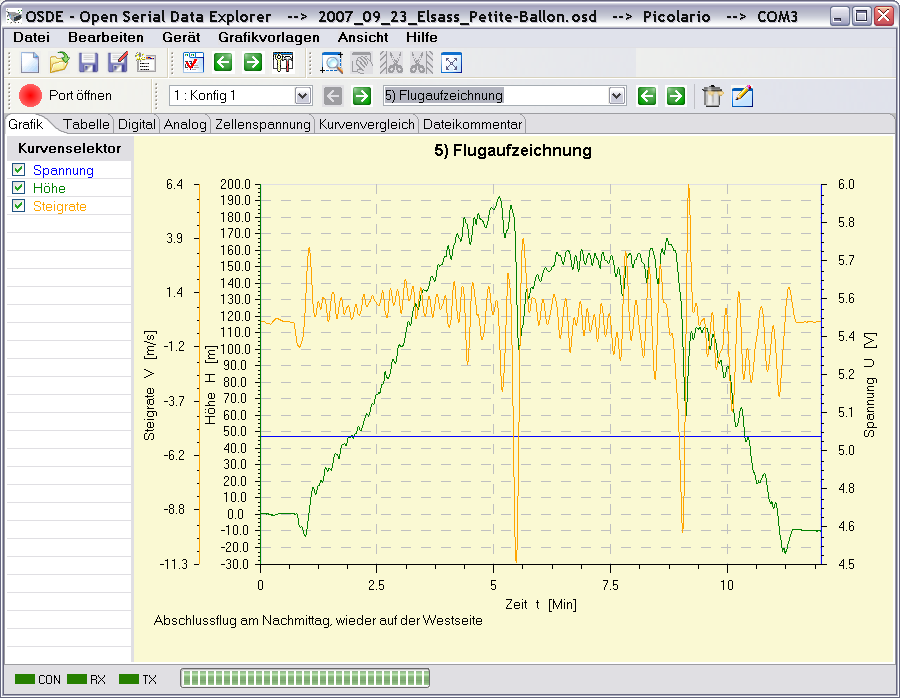 OSDE - Open Serial Data Explorer --> 2007_09_23_Elsass_Petite-Ballon.osd --> Picolario --> COM3
Datei Bearbeiten Gerät Grafikvorlagen Ansicht Hilfe
Port öffnen 1 : Konfig 1 5) Flugaufzeichnung
Grafik Tabelle Digital Analog Zellenspannung Kurvenvergleich Dateikommentar
Kurvenselektor
Spannung
Höhe
Steigrate
5) Flugaufzeichnung
Steigrate V [m/s]
6.4
3.9
1.4
-1.2
-3.7
-6.2
-8.8
-11.3
Höhe H [m]
200.0
190.0
180.0
170.0
160.0
150.0
140.0
130.0
120.0
110.0
100.0
90.0
80.0
70.0
60.0
50.0
40.0
30.0
20.0
10.0
0.0
-10.0
-20.0
-30.0
6.0
5.8
5.7
5.6
5.4
5.2
5.1
5.0
4.8
4.6
4.5
Spannung U [V]
0 2.5 5 7.5 10
Zeit t [Min]
Abschlussflug am Nachmittag, wieder auf der Westseite
CON RX TX